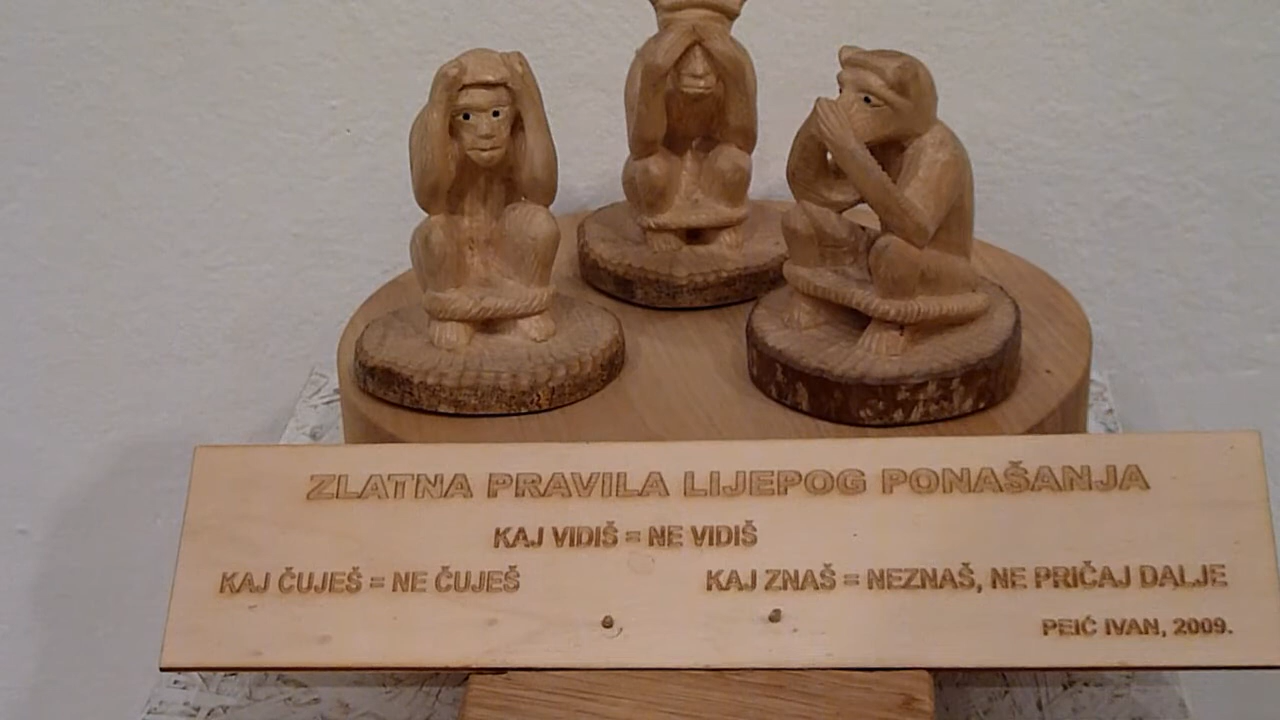 ZLATNA PRAVILA LIJEPOG PONAŠANJA
KAJ VIDIŠ = NE VIDIŠ
KAJ ČUJEŠ = NE ČUJEŠ
KAJ ZNAŠ = NEZNAŠ, NE PRIČAJ DALJE
PEIĆ IVAN, 2009.